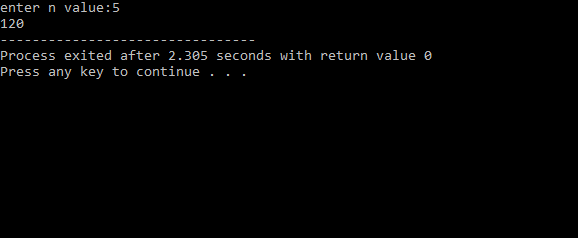 enter n value:5
120
--------------------------------
Process exited after 2.305 seconds with return value 0
Press any key to continue . . .